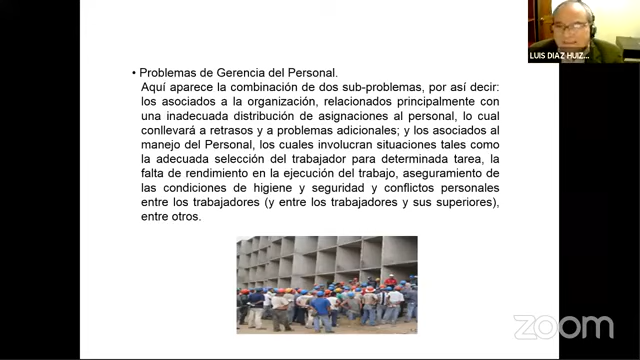 LUIS DIAZ HUIZ...
• Problemas de Gerencia del Personal.
Aquí aparece la combinación de dos sub-problemas, por así decir:
los asociados a la organización, relacionados principalmente con
una inadecuada distribución de asignaciones al personal, lo cual
conllevará a retrasos y a problemas adicionales; y los asociados al
manejo del Personal, los cuales involucran situaciones tales como
la adecuada selección del trabajador para determinada tarea, la
falta de rendimiento en la ejecución del trabajo, aseguramiento de
las condiciones de higiene y seguridad y conflictos personales
entre los trabajadores (y entre los trabajadores y sus superiores),
entre otros.
zoom